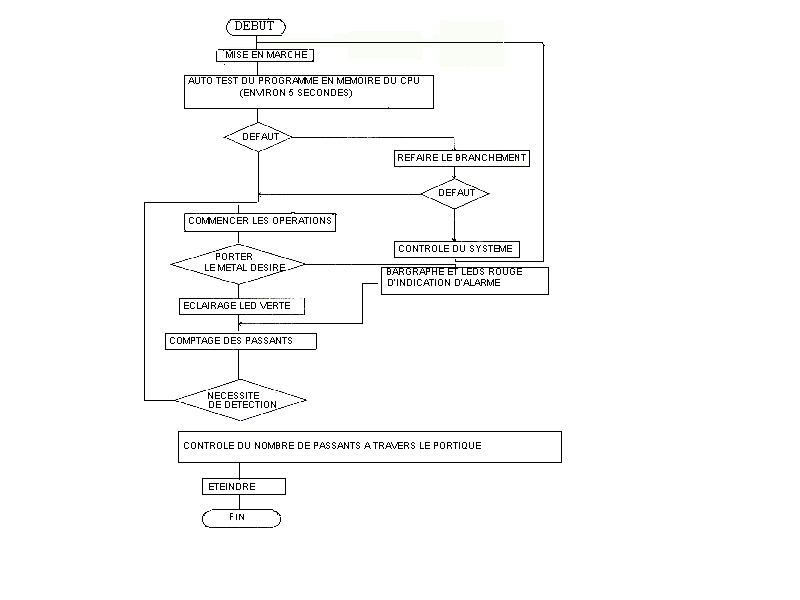 DEBUT
MISE EN MARCHE
AUTO TEST DU PROGRAMME EN MEMOIRE DU CPU
(ENVIRON 5 SECONDES)
DEFAUT
REFAIRE LE BRANCHEMENT
DEFAUT
COMMENCER LES OPERATIONS
CONTROLE DU SYSTEME
PORTER
LE METAL DESIRE
BARGRAPHE ET LEDS ROUGE
D'INDICATION D'ALARME
ECLAIRAGE LED VERTE
COMPTAGE DES PASSANTS
NECESSITE
DE DETECTION
CONTROLE DU NOMBRE DE PASSANTS A TRAVERS LE PORTIQUE
ETEINDRE
FIN